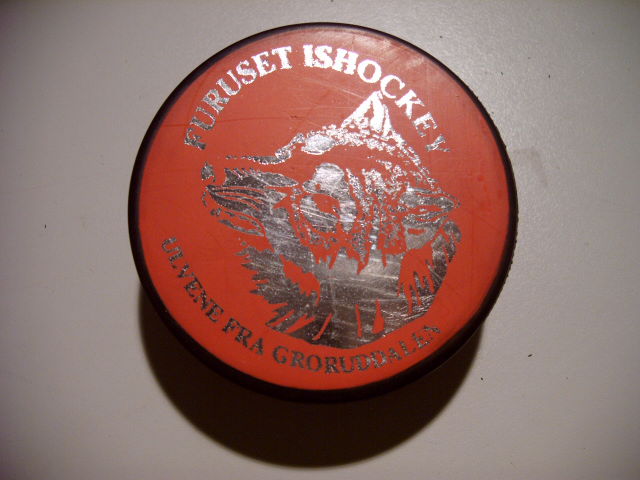 FURUSET ISHOCKEY
ULVENE FRA GRORUDDALEN